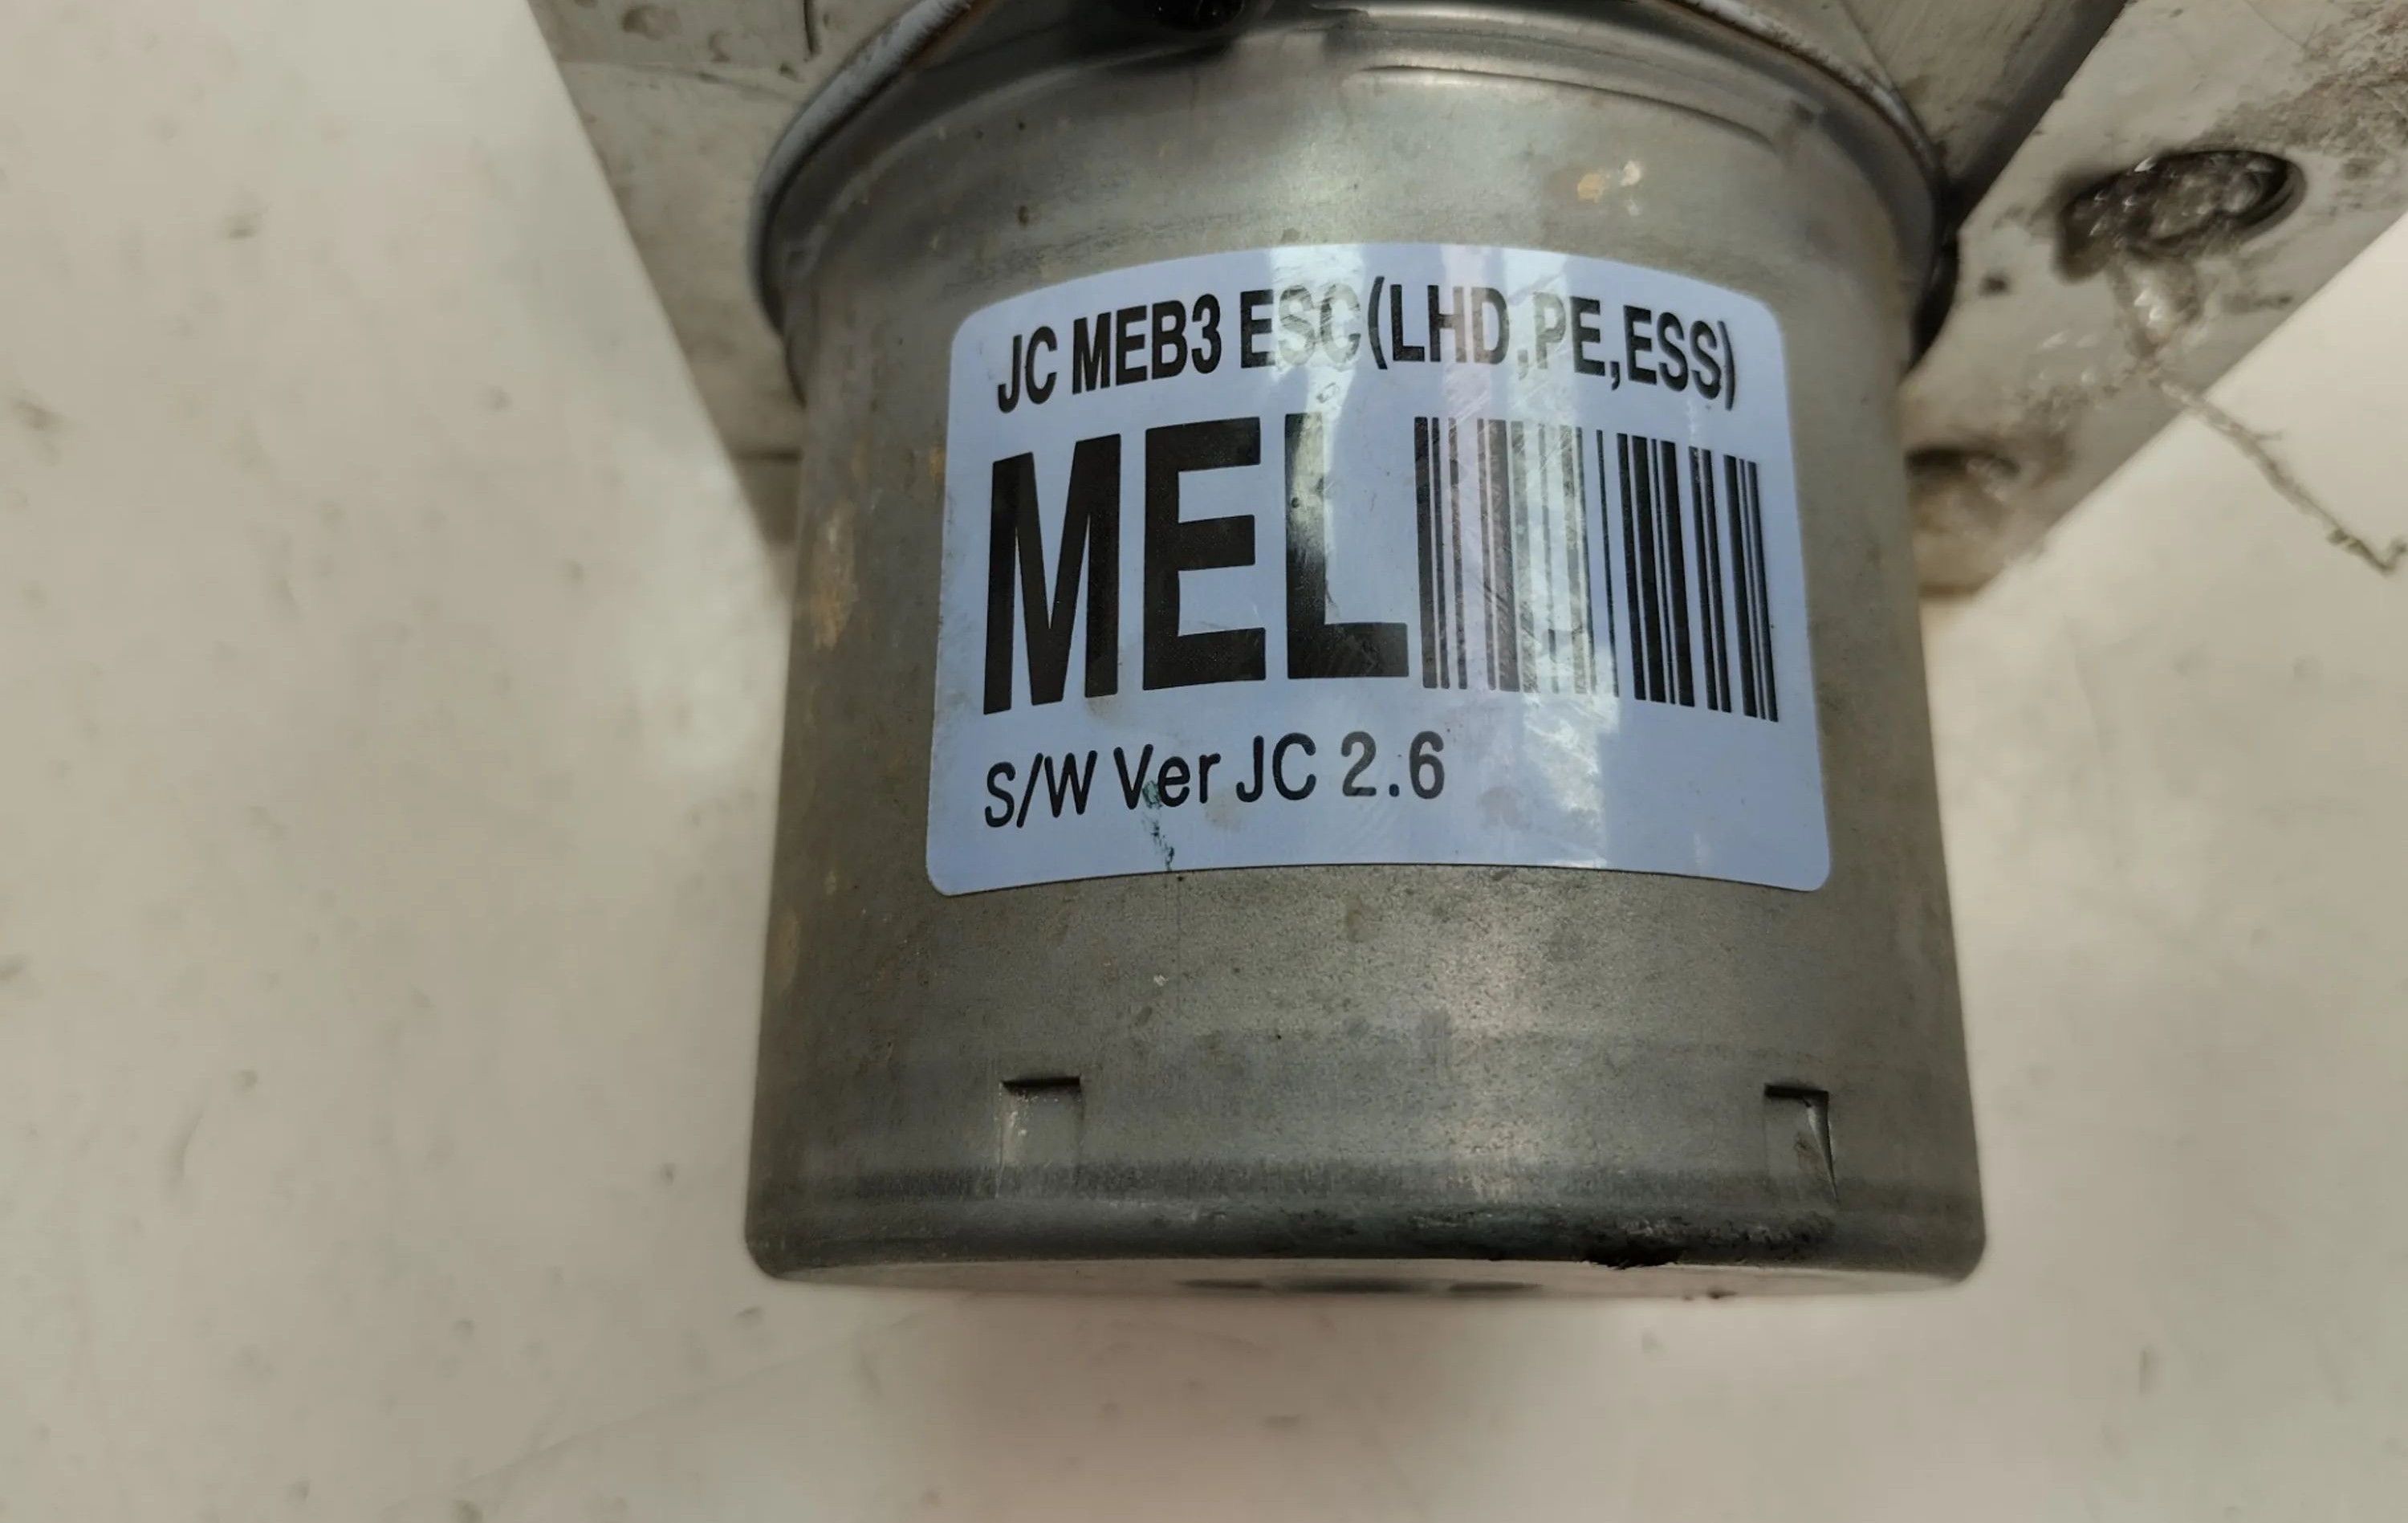 JC MEB3 ESC(LHD,PE,ESS)
MEL
S/W Ver JC 2.6